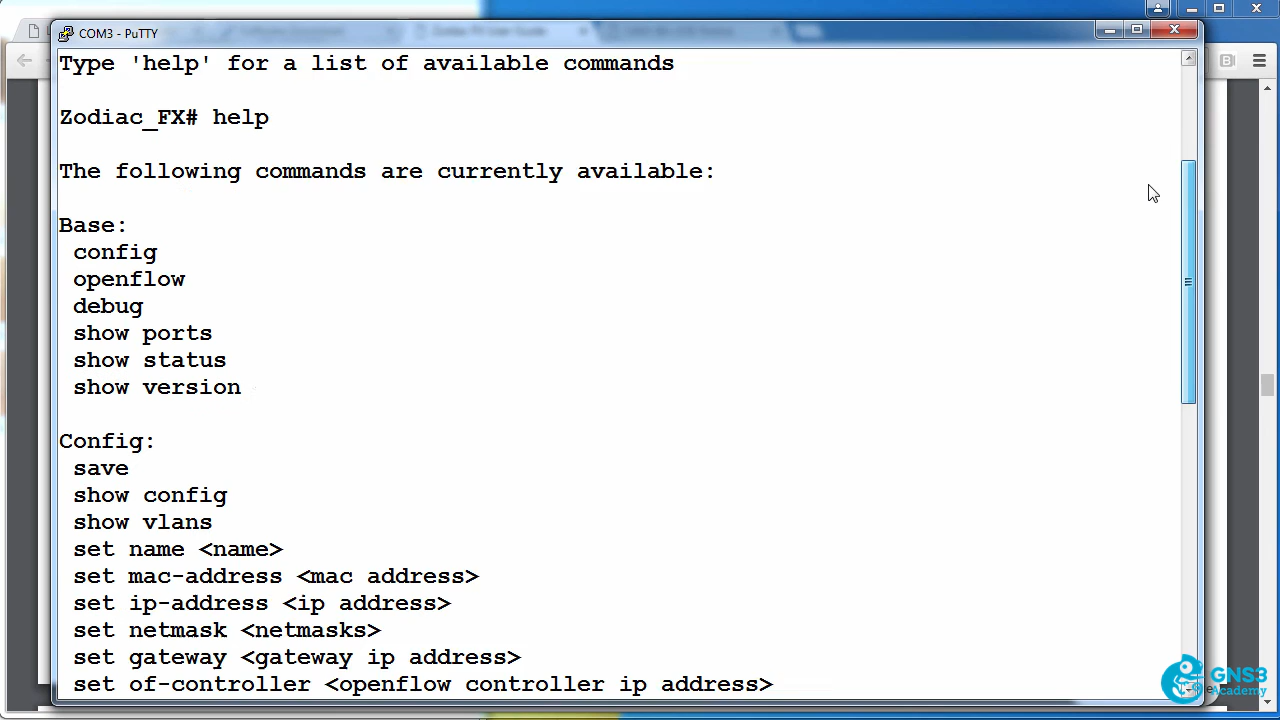 COM3 - PuTTY
Type 'help' for a list of available commands
Zodiac_FX# help
The following commands are currently available:
Base:
config
openflow
debug
show ports
show status
show version
Config:
save
show config
show vlans
set name <name>
set mac-address <mac address>
set ip-address <ip address>
set netmask <netmasks>
set gateway <gateway ip address>
set of-controller <openflow controller ip address>
GNS3
Academy